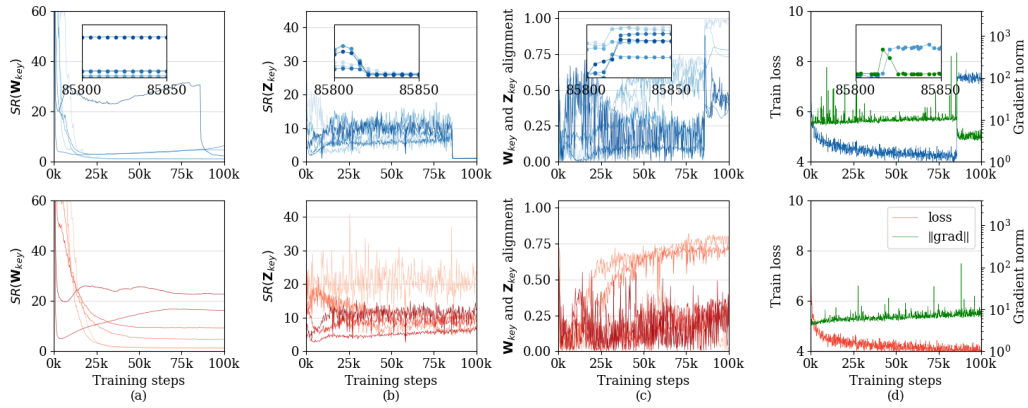 60
40
20
0
SR(W_key)
85800 85850
0k 25k 50k 75k 100k
40
30
20
10
0
SR(Z_key)
85800 85850
0k 25k 50k 75k 100k
1.00
0.75
0.50
0.25
0.00
W_key and Z_key alignment
85800 85850
0k 25k 50k 75k 100k
10
8
6
4
Train loss
85800 85850
0k 25k 50k 75k 100k
10^3
10^2
10^1
10^0
Gradient norm
60
40
20
0
SR(W_key)
0k 25k 50k 75k 100k
Training steps
(a)
40
30
20
10
0
SR(Z_key)
0k 25k 50k 75k 100k
Training steps
(b)
1.00
0.75
0.50
0.25
0.00
W_key and Z_key alignment
0k 25k 50k 75k 100k
Training steps
(c)
10
8
6
4
Train loss
loss
||grad||
0k 25k 50k 75k 100k
Training steps
(d)
10^3
10^2
10^1
10^0
Gradient norm